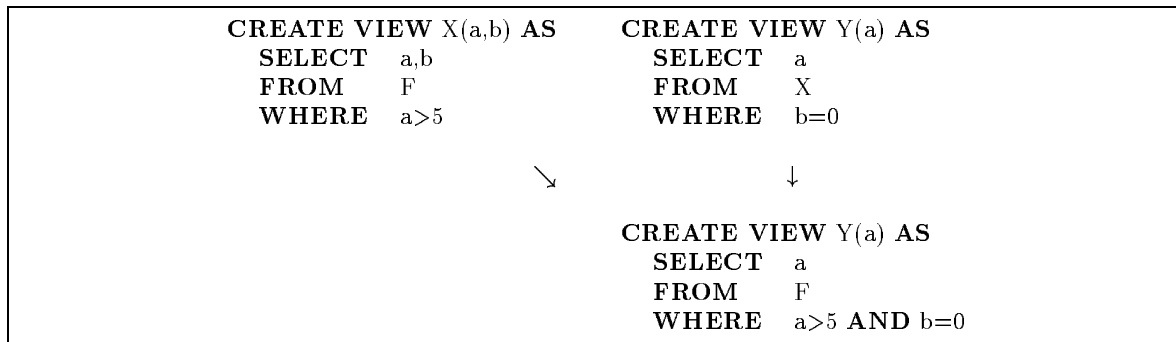 CREATE VIEW X(a,b) AS
SELECT a,b
FROM F
WHERE a>5
CREATE VIEW Y(a) AS
SELECT a
FROM X
WHERE b=0
↘ ↓
CREATE VIEW Y(a) AS
SELECT a
FROM F
WHERE a>5 AND b=0